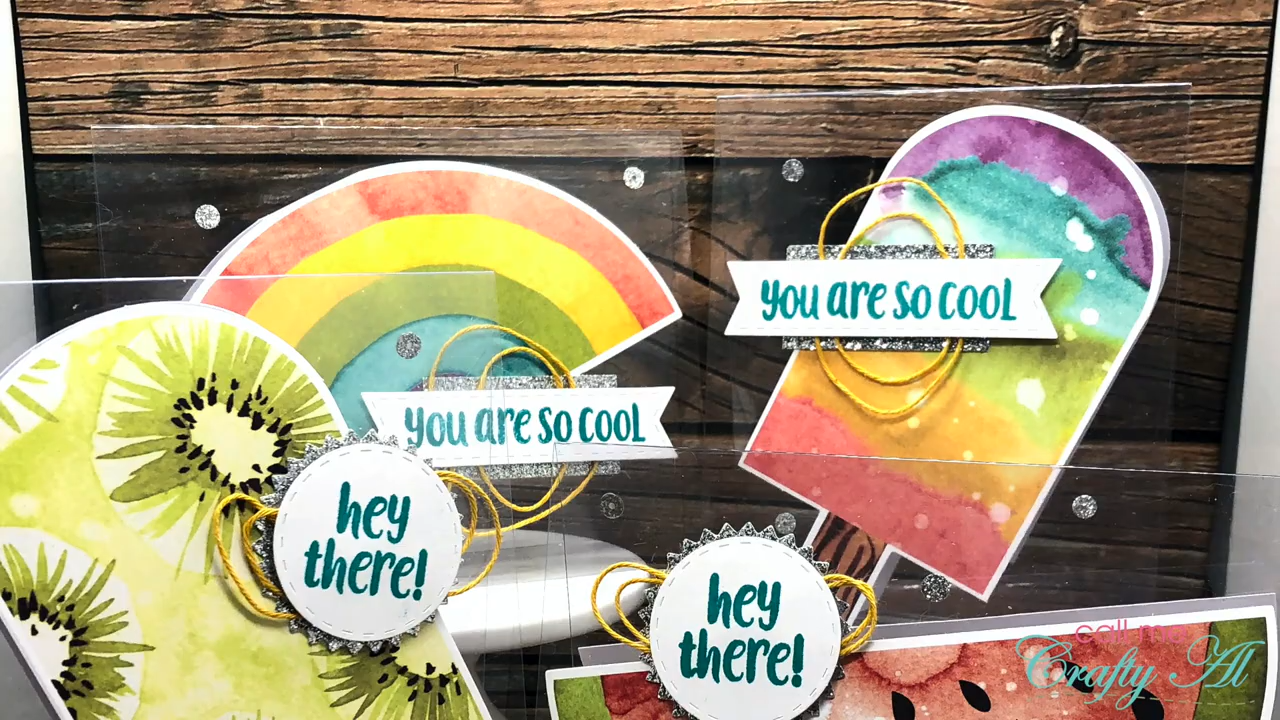 you are so cool
you are so cool
hey
there!
hey
there!
call me
Crafty Al